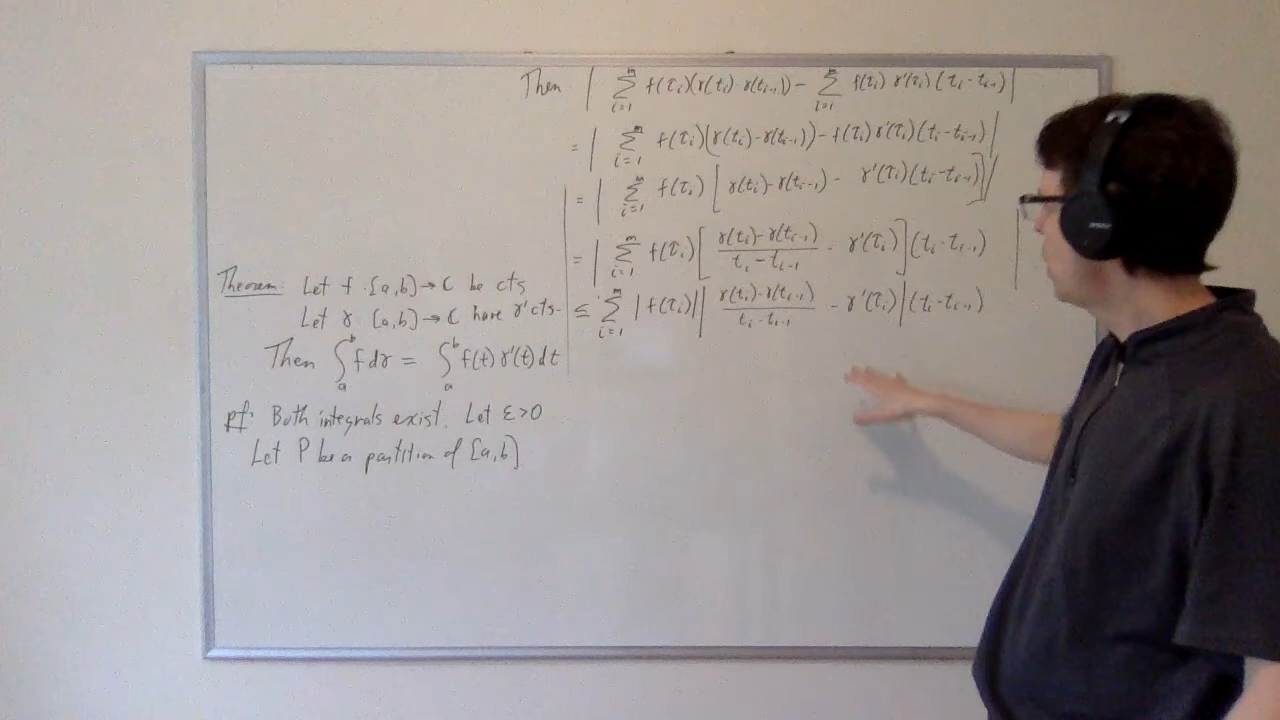 Theorem: Let f: [a,b] → ℂ be cts
Let γ [a,b] → ℂ have γ' cts.
Then ∫_a^b f dγ = ∫_a^b f(t) γ'(t) dt
Pf: Both integrals exist. Let ε>0
Let P be a partition of [a,b]
Then | Σ_{i=1}^n f(τ_i)(γ(t_i) γ(t_{i-1})) − Σ_{i=1}^n f(τ_i) γ'(τ_i) (t_i − t_{i-1}) |
= | Σ_{i=1}^n f(τ_i)(γ(t_i) − γ(t_{i-1})) − f(τ_i) γ'(τ_i) (t_i − t_{i-1}) |
= | Σ_{i=1}^n f(τ_i) [ γ(t_i) − γ(t_{i-1}) − γ'(τ_i)(t_i − t_{i-1}) ] |
= | Σ_{i=1}^n f(τ_i) [ (γ(t_i) − γ(t_{i-1})) / (t_i − t_{i-1}) − γ'(τ_i) ] (t_i − t_{i-1}) |
≤ Σ_{i=1}^n | f(τ_i) | | (γ(t_i) − γ(t_{i-1})) / (t_i − t_{i-1}) − γ'(τ_i) | (t_i − t_{i-1})